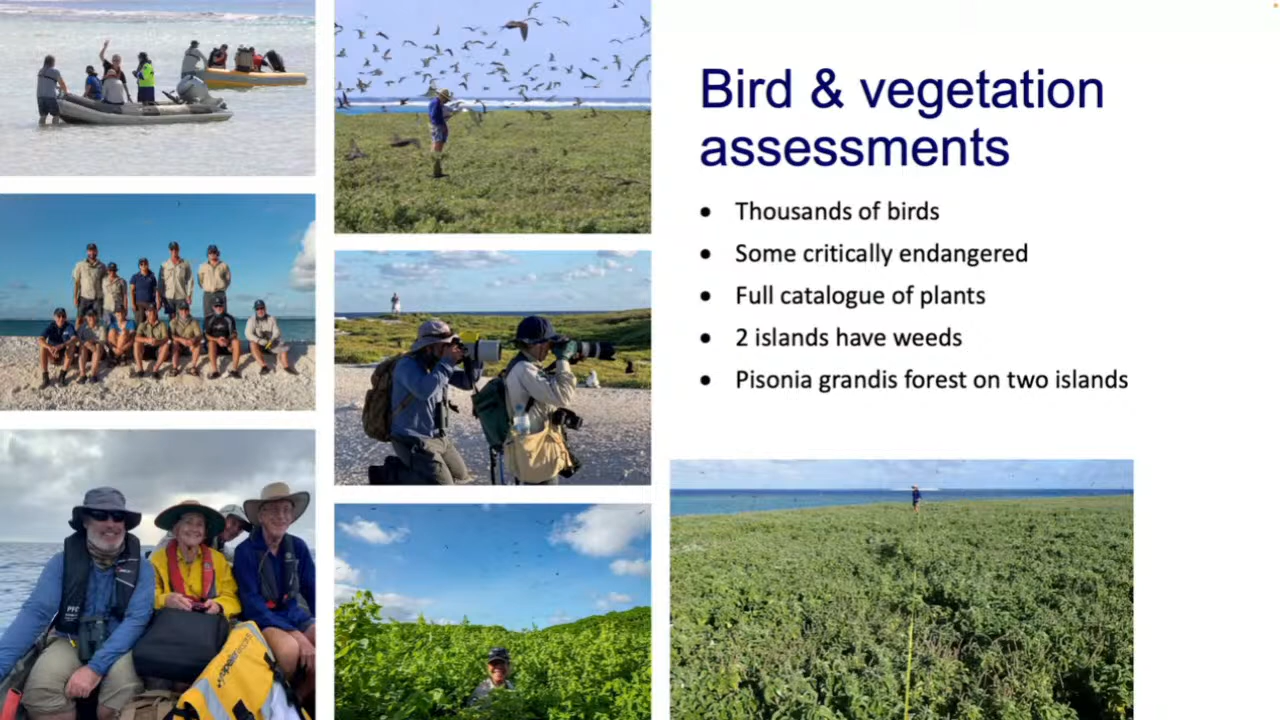 Bird & vegetation
assessments
• Thousands of birds
• Some critically endangered
• Full catalogue of plants
• 2 islands have weeds
• Pisonia grandis forest on two islands
PFD